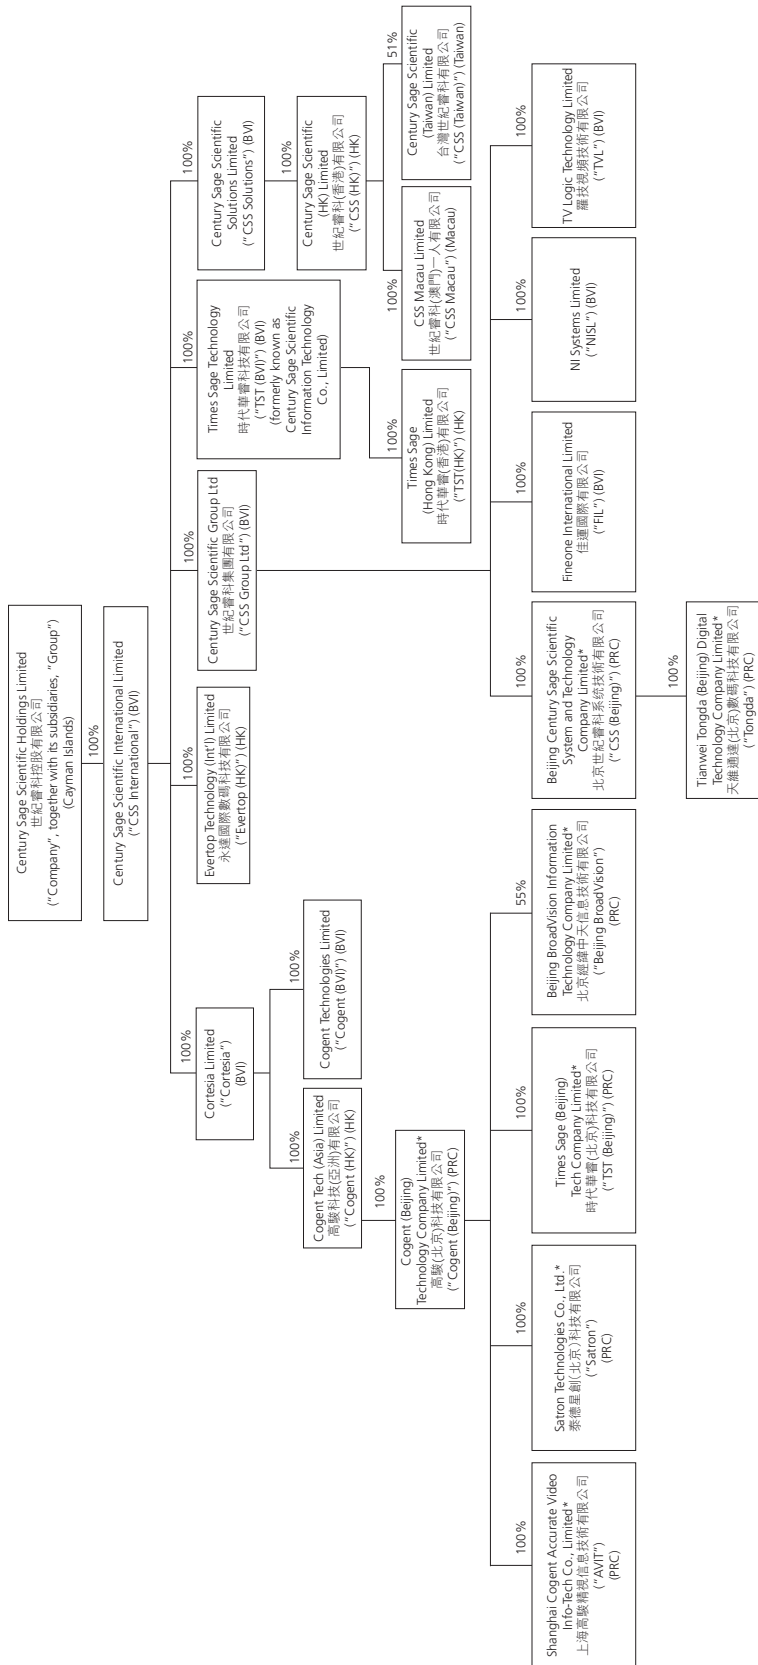 Century Sage Scientific Holdings Limited
世紀睿科控股有限公司
("Company", together with its subsidiaries, "Group")
(Cayman Islands)
100%
Century Sage Scientific International Limited
("CSS International") (BVI)
100%
Cortesia Limited
("Cortesia")
(BVI)
100%
Evertop Technology (Int'l) Limited
永達國際數碼科技有限公司
("Evertop (HK)") (HK)
100%
Century Sage Scientific Group Ltd
世紀睿科集團有限公司
("CSS Group Ltd") (BVI)
100%
Times Sage Technology
Limited
時代華睿科技有限公司
("TST (BVI)") (BVI)
(formerly known as
Century Sage Scientific
Information Technology
Co., Limited)
100%
Century Sage Scientific
Solutions Limited
("CSS Solutions") (BVI)
100%
Cogent Tech (Asia) Limited
高駿科技(亞洲)有限公司
("Cogent (HK)") (HK)
100%
Cogent Technologies Limited
("Cogent (BVI)") (BVI)
100%
Century Sage Scientific
(HK) Limited
世紀睿科(香港)有限公司
("CSS (HK)") (HK)
100%
Cogent (Beijing)
Technology Company Limited*
高駿(北京)科技有限公司
("Cogent (Beijing)") (PRC)
100%
Times Sage
(Hong Kong) Limited
時代華睿(香港)有限公司
("TST(HK)") (HK)
100%
CSS Macau Limited
世紀睿科(澳門)一人有限公司
("CSS Macau") (Macau)
51%
Century Sage Scientific
(Taiwan) Limited
台灣世紀睿科有限公司
("CSS (Taiwan)") (Taiwan)
100%
Shanghai Cogent Accurate Video
Info-Tech Co., Limited*
上海高駿精視信息技術有限公司
("AVIT")
(PRC)
100%
Satron Technologies Co., Ltd.*
泰德星創(北京)科技有限公司
("Satron")
(PRC)
100%
Times Sage (Beijing)
Tech Company Limited*
時代華睿(北京)科技有限公司
("TST (Beijing)") (PRC)
55%
Beijing BroadVision Information
Technology Company Limited*
北京經緯中天信息技術有限公司
("Beijing BroadVision")
(PRC)
100%
Beijing Century Sage Scientific
System and Technology
Company Limited*
北京世紀睿科系統技術有限公司
("CSS (Beijing)") (PRC)
100%
Fineone International Limited
佳運國際有限公司
("FIL") (BVI)
100%
NI Systems Limited
("NISL") (BVI)
100%
TV Logic Technology Limited
羅技視頻技術有限公司
("TVL") (BVI)
100%
Tianwei Tongda (Beijing) Digital
Technology Company Limited*
天維通達(北京)數碼科技有限公司
("Tongda") (PRC)